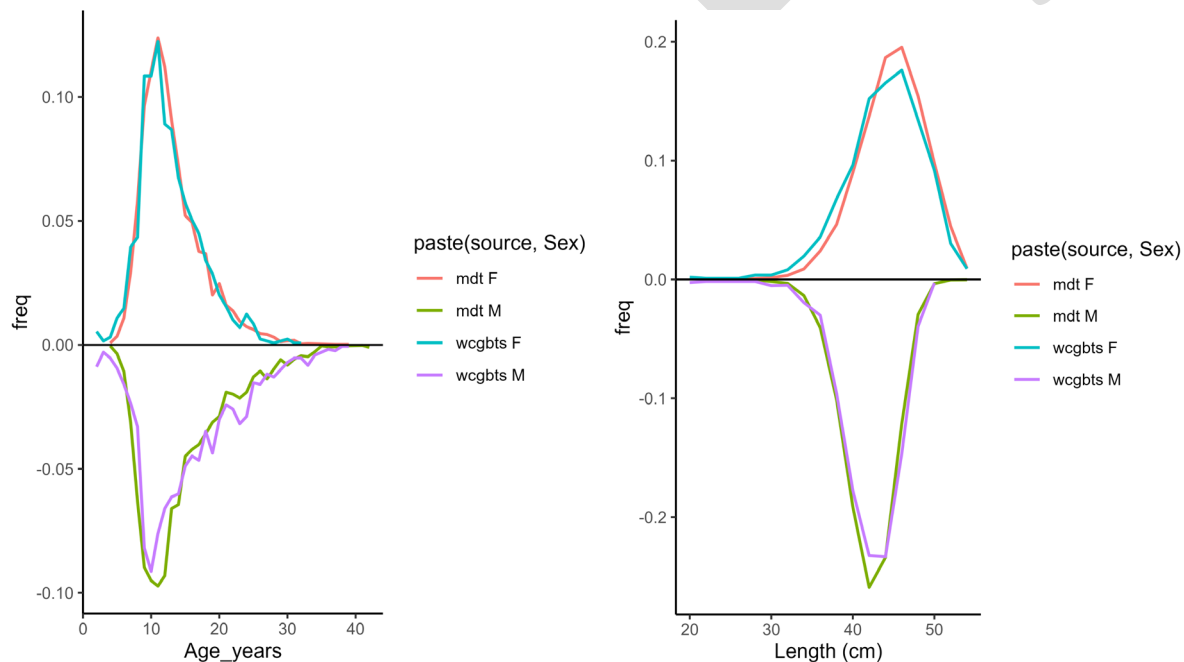 freq
0.10
0.05
0.00
-0.05
-0.10
0
10
20
30
40
Age_years
paste(source, Sex)
mdt F
mdt M
wcgbts F
wcgbts M
freq
0.2
0.1
0.0
-0.1
-0.2
20
30
40
50
Length (cm)
paste(source, Sex)
mdt F
mdt M
wcgbts F
wcgbts M